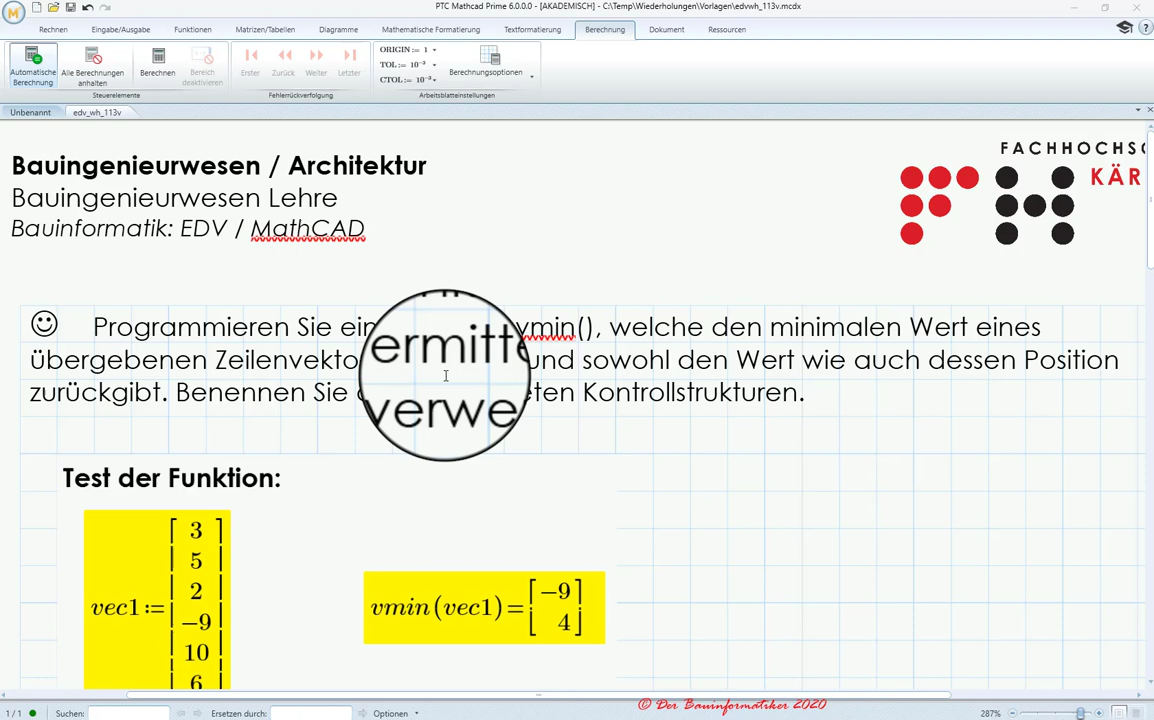 PTC Mathcad Prime 6.0.0.0 - [AKADEMISCH] - C:\Temp\Wiederholungen\Vorlagen\edvwh_113v.mcdx
Rechnen Eingabe/Ausgabe Funktionen Matrizen/Tabellen Diagramme Mathematische Formatierung Textformatierung Berechnung Dokument Ressourcen
Automatische Berechnung
Alle Berechnungen anhalten
Berechnen
Bereich deaktivieren
Steuerelemente
Erster Zurück Weiter Letzter
Fehlerrückverfolgung
ORIGIN := 1
TOL := 10⁻³
CTOL := 10⁻³
Berechnungsoptionen
Arbeitsblatteinstellungen
Unbenannt edv_wh_113v
Bauingenieurwesen / Architektur
Bauingenieurwesen Lehre
Bauinformatik: EDV / MathCAD
FACHHOCHSC
KÄR
Programmieren Sie ein vmin(), welche den minimalen Wert eines
übergebenen Zeilenvekto ermitte und sowohl den Wert wie auch dessen Position
zurückgibt. Benennen Sie verwe eten Kontrollstrukturen.
Test der Funktion:
vec1 := [3 5 2 −9 10 6
vmin(vec1) = [−9 4]
1 / 1 Suchen: Ersetzen durch: Optionen
© Der Bauinformatiker 2020
287%